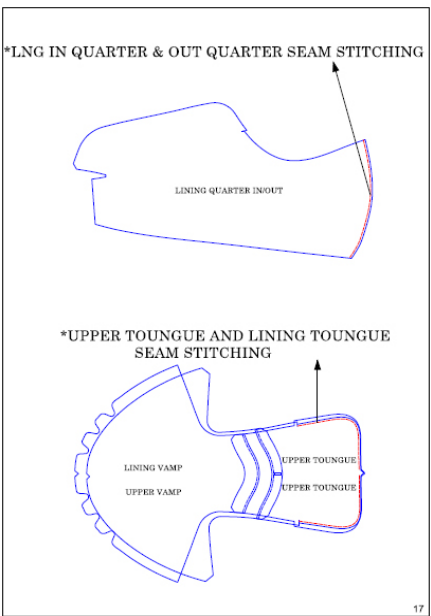 *LNG IN QUARTER & OUT QUARTER SEAM STITCHING
LINING QUARTER IN/OUT
*UPPER TOUNGUE AND LINING TOUNGUE
SEAM STITCHING
UPPER TOUNGUE
LINING VAMP
UPPER VAMP
UPPER TOUNGUE
17